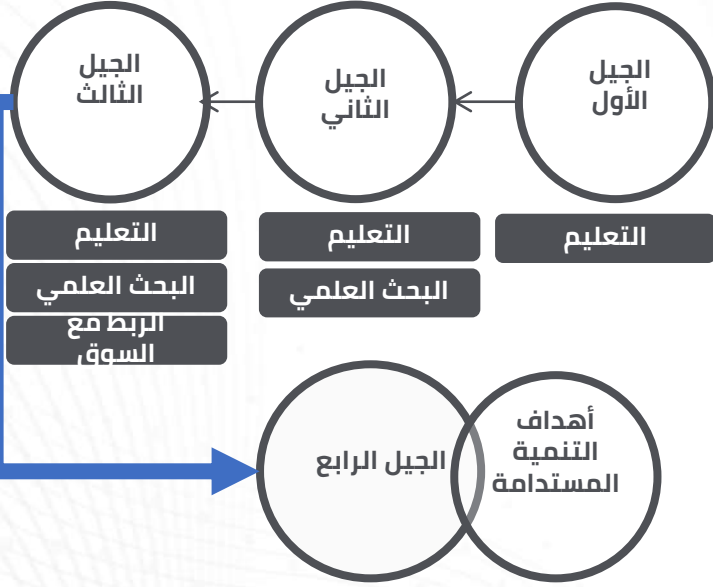 الجيل
الأول
الجيل
الثاني
الجيل
الثالث
التعليم
التعليم
البحث العلمي
التعليم
البحث العلمي
الربط مع
السوق
الجيل الرابع
أهداف
التنمية
المستدامة